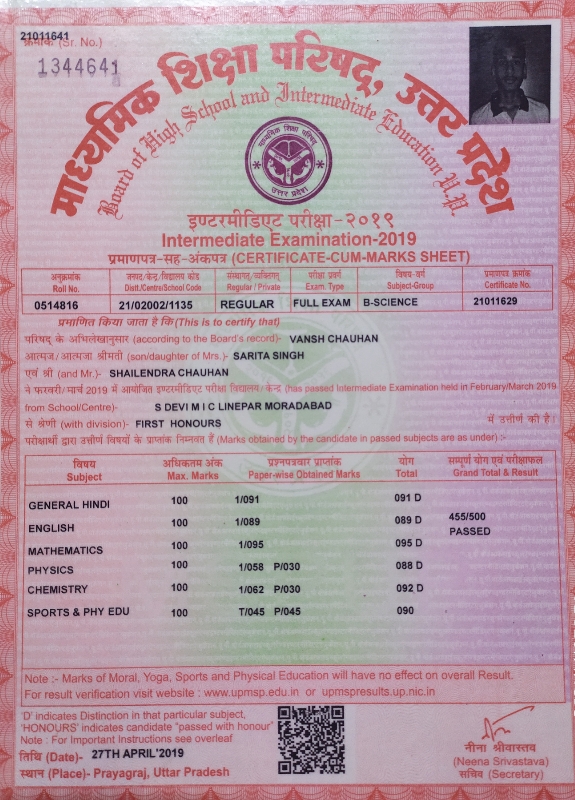 21011641
क्रमांक (Sr. No.)
1344641
माध्यमिक शिक्षा परिषद्, उत्तर प्रदेश
Board of High School and Intermediate Education U.P.
माध्यमिक शिक्षा परिषद्
उत्तर प्रदेश
इण्टरमीडिएट परीक्षा-२०१९
Intermediate Examination-2019
प्रमाणपत्र-सह-अंकपत्र (CERTIFICATE-CUM-MARKS SHEET)
अनुक्रमांक जनपद/केन्द्र/विद्यालय कोड संस्थागत/व्यक्तिगत परीक्षा प्रवर्ग विषय-वर्ग प्रमाणपत्र क्रमांक
Roll No. Distt./Centre/School Code Regular / Private Exam. Type Subject-Group Certificate No.
0514816 21/02002/1135 REGULAR FULL EXAM B-SCIENCE 21011629
प्रमाणित किया जाता है कि (This is to certify that)
परिषद् के अभिलेखानुसार (according to the Board's record)- VANSH CHAUHAN
आत्मज/आत्मजा श्रीमती (son/daughter of Mrs.)- SARITA SINGH
एवं श्री (and Mr.)- SHAILENDRA CHAUHAN
ने फरवरी/मार्च 2019 में आयोजित इण्टरमीडिएट परीक्षा विद्यालय/केन्द्र (has passed Intermediate Examination held in February/March 2019
from School/Centre)- S DEVI M I C LINEPAR MORADABAD
से श्रेणी (with division)- FIRST HONOURS में उत्तीर्ण की है।
परीक्षार्थी द्वारा उत्तीर्ण विषयों के प्राप्तांक निम्नवत हैं (Marks obtained by the candidate in passed subjects are as under) :-
विषय अधिकतम अंक प्रश्नपत्रवार प्राप्तांक योग सम्पूर्ण योग एवं परीक्षाफल
Subject Max. Marks Paper-wise Obtained Marks Total Grand Total & Result
GENERAL HINDI 100 1/091 091 D
ENGLISH 100 1/089 089 D 455/500
PASSED
MATHEMATICS 100 1/095 095 D
PHYSICS 100 1/058 P/030 088 D
CHEMISTRY 100 1/062 P/030 092 D
SPORTS & PHY EDU 100 T/045 P/045 090
Note :- Marks of Moral, Yoga, Sports and Physical Education will have no effect on overall Result.
For result verification visit website : www.upmsp.edu.in or upmspresults.up.nic.in
'D' indicates Distinction in that particular subject,
'HONOURS' indicates candidate "passed with honour"
Note : For Important Instructions see overleaf
तिथि (Date)- 27TH APRIL'2019
स्थान (Place)- Prayagraj, Uttar Pradesh
नीना श्रीवास्तव
(Neena Srivastava)
सचिव (Secretary)